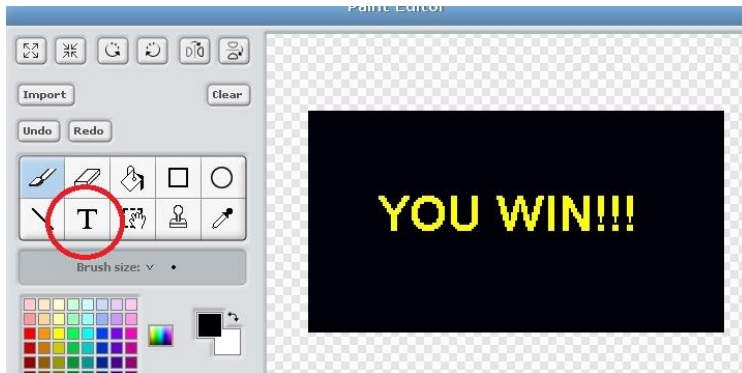 Paint Editor
Import
Clear
Undo
Redo
T
Brush size:
YOU WIN!!!